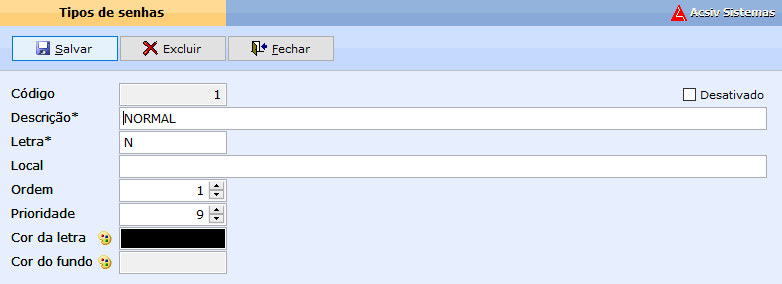 Tipos de senhas Acsiv Sistemas
Salvar Excluir Fechar
Código 1 Desativado
Descrição* NORMAL
Letra* N
Local
Ordem 1
Prioridade 9
Cor da letra
Cor do fundo